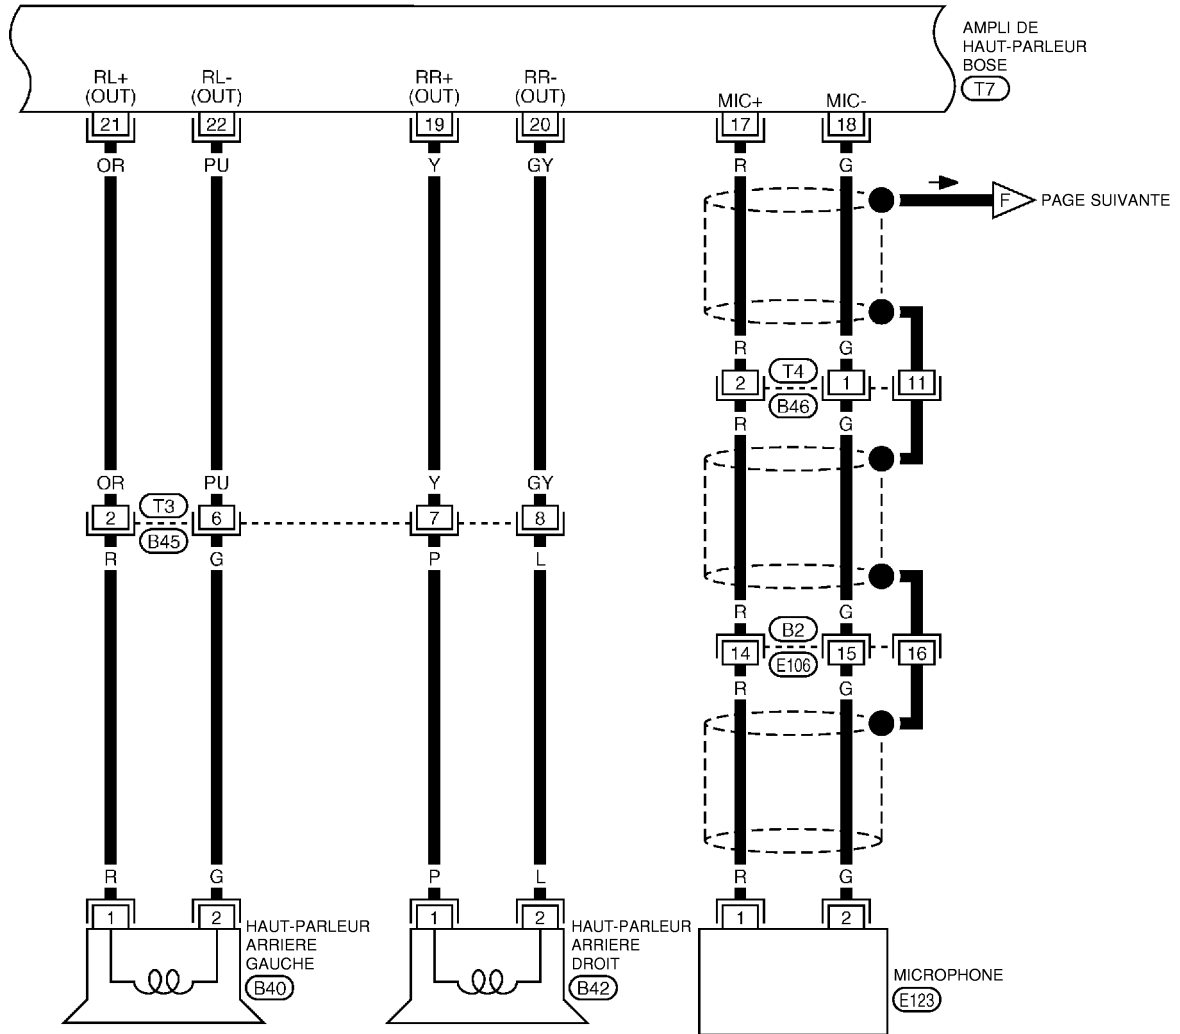 AMPLI DE
HAUT-PARLEUR
BOSE
T7
RL+ RL- RR+ RR- MIC+ MIC-
(OUT) (OUT) (OUT) (OUT)
21 22 19 20 17 18
OR PU Y GY R G
F PAGE SUIVANTE
R G
T4
2 1 11
B46
R G
OR PU Y GY
T3
2 6 7 8
B45
R G P L
R G
B2
14 15 16
E106
R G
R G P L R G
1 2 1 2 1 2
HAUT-PARLEUR
ARRIERE
GAUCHE
B40
HAUT-PARLEUR
ARRIERE
DROIT
B42
MICROPHONE
E123